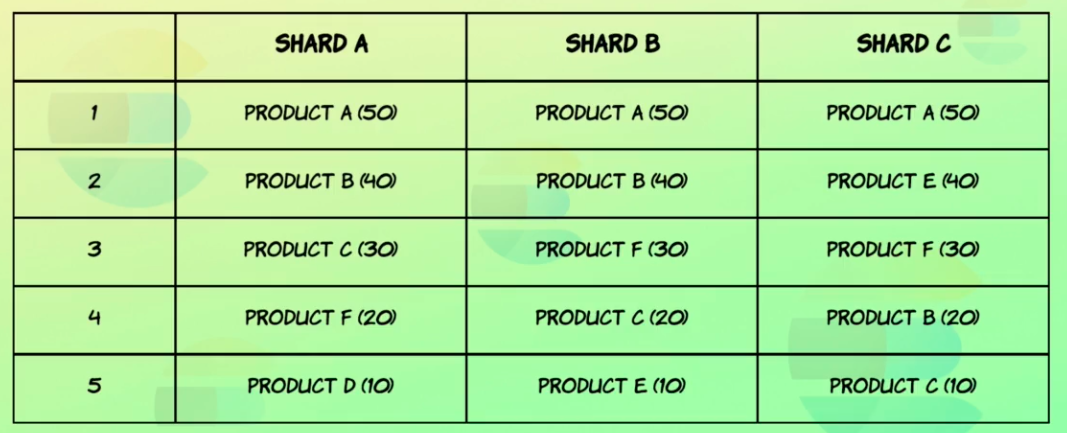 SHARD A SHARD B SHARD C
1 PRODUCT A (50) PRODUCT A (50) PRODUCT A (50)
2 PRODUCT B (40) PRODUCT B (40) PRODUCT E (40)
3 PRODUCT C (30) PRODUCT F (30) PRODUCT F (30)
4 PRODUCT F (20) PRODUCT C (20) PRODUCT B (20)
5 PRODUCT D (10) PRODUCT E (10) PRODUCT C (10)